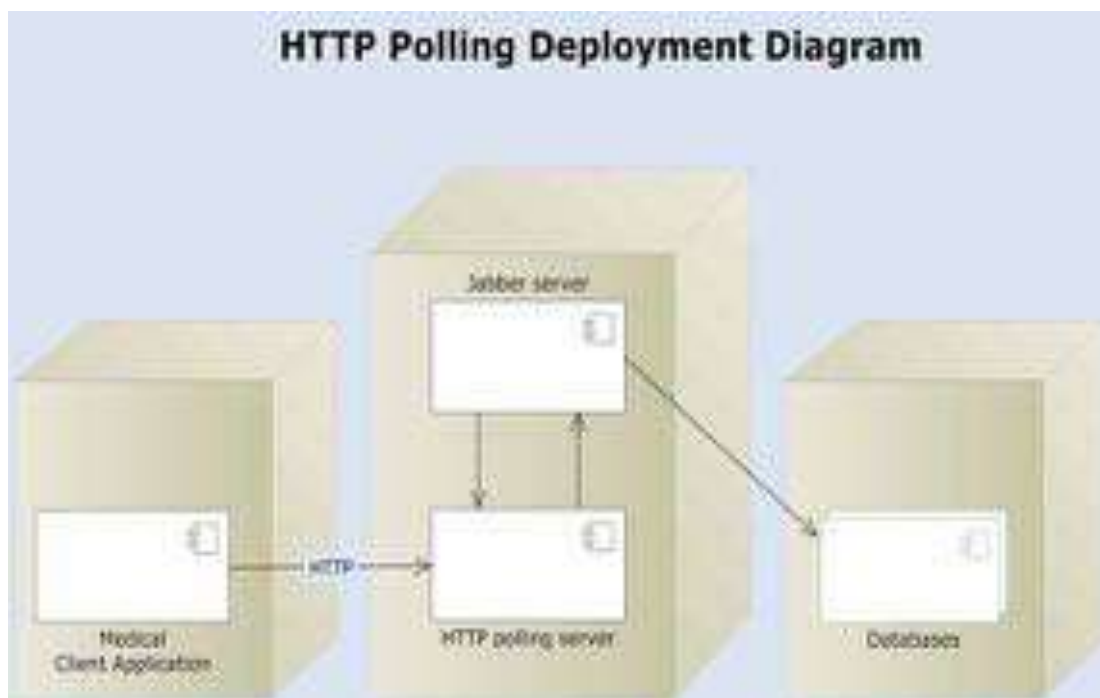 HTTP Polling Deployment Diagram
Jabber server
HTTP
Medical
Client Application
HTTP polling server
Databases